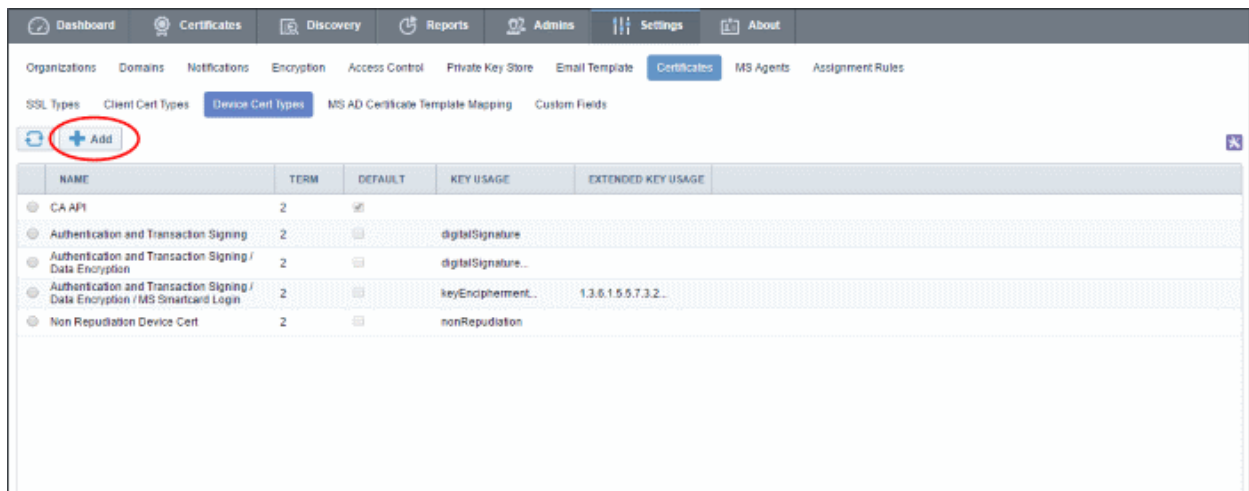 Dashboard Certificates Discovery Reports Admins Settings About
Organizations Domains Notifications Encryption Access Control Private Key Store Email Template Certificates MS Agents Assignment Rules
SSL Types Client Cert Types Device Cert Types MS AD Certificate Template Mapping Custom Fields
Add
NAME TERM DEFAULT KEY USAGE EXTENDED KEY USAGE
CA API 2
Authentication and Transaction Signing 2 digitalSignature
Authentication and Transaction Signing /
Data Encryption 2 digitalSignature...
Authentication and Transaction Signing /
Data Encryption / MS Smartcard Login 2 keyEncipherment... 1.3.6.1.5.5.7.3.2...
Non Repudiation Device Cert 2 nonRepudiation